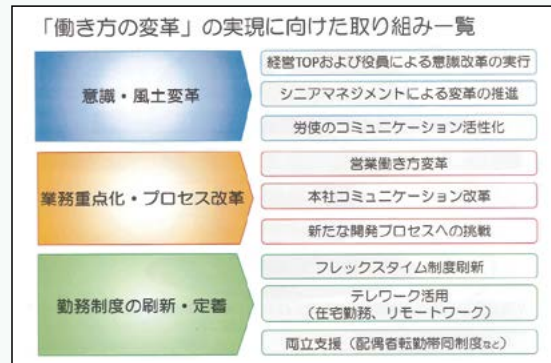 「働き方の変革」の実現に向けた取り組み一覧
意識・風土変革
経営TOPおよび役員による意識改革の実行
シニアマネジメントによる変革の推進
労使のコミュニケーション活性化
業務重点化・プロセス改革
営業働き方変革
本社コミュニケーション改革
新たな開発プロセスへの挑戦
勤務制度の刷新・定着
フレックスタイム制度刷新
テレワーク活用
(在宅勤務、リモートワーク)
両立支援（配偶者転勤帯同制度など）